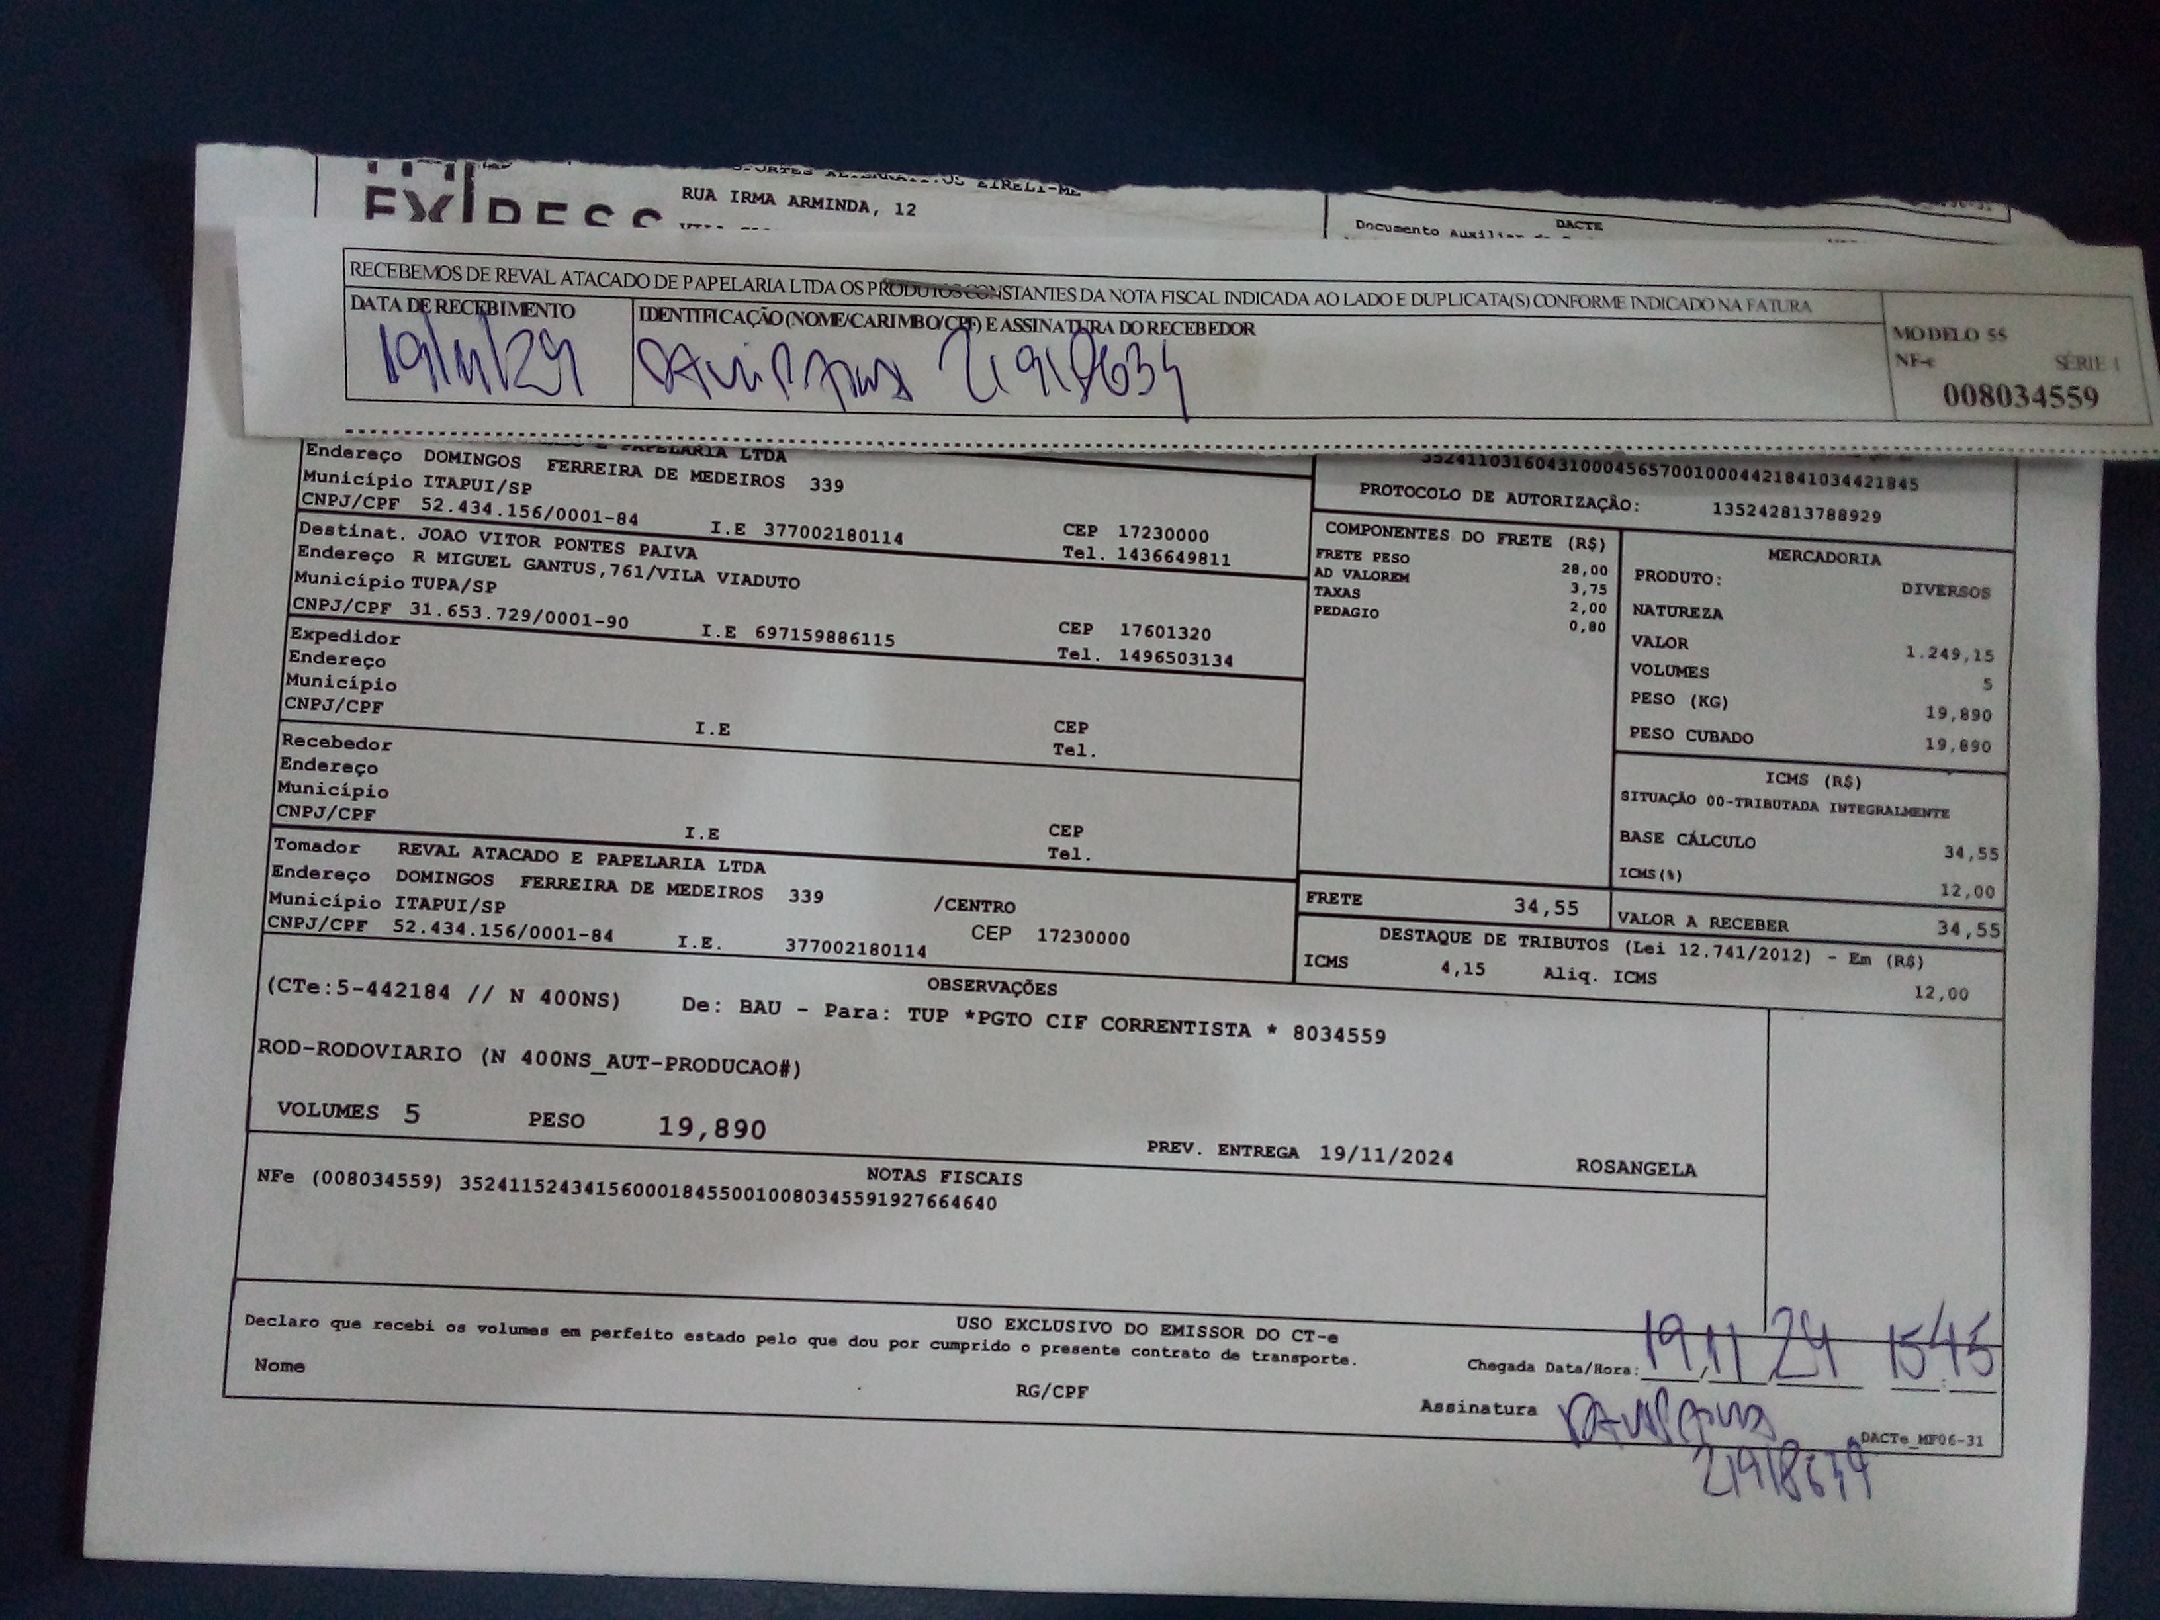 EXPRESS
RUA IRMA ARMINDA, 12
DACTE
Documento Auxiliar
RECEBEMOS DE REVAL ATACADO DE PAPELARIA LTDA OS PRODUTOS CONSTANTES DA NOTA FISCAL INDICADA AO LADO E DUPLICATA(S) CONFORME INDICADO NA FATURA
DATA DE RECEBIMENTO
IDENTIFICAÇÃO (NOME/CARIMBO/CPF) E ASSINATURA DO RECEBEDOR
19/11/24
21918634
MODELO 55
NF-e SÉRIE 1
008034559
E PAPELARIA LTDA
Endereço DOMINGOS FERREIRA DE MEDEIROS 339
Município ITAPUI/SP
CNPJ/CPF 52.434.156/0001-84 I.E 377002180114 CEP 17230000
Tel. 1436649811
Destinat. JOAO VITOR PONTES PAIVA
Endereço R MIGUEL GANTUS,761/VILA VIADUTO
Município TUPA/SP
CNPJ/CPF 31.653.729/0001-90 I.E 697159886115 CEP 17601320
Tel. 1496503134
Expedidor
Endereço
Município
CNPJ/CPF I.E CEP
Tel.
Recebedor
Endereço
Município
CNPJ/CPF I.E CEP
Tel.
Tomador REVAL ATACADO E PAPELARIA LTDA
Endereço DOMINGOS FERREIRA DE MEDEIROS 339 /CENTRO
Município ITAPUI/SP CEP 17230000
CNPJ/CPF 52.434.156/0001-84 I.E. 377002180114
35241103160431000456570010004421841034421845
PROTOCOLO DE AUTORIZAÇÃO: 135242813788929
COMPONENTES DO FRETE (R$)
FRETE PESO 28,00
AD VALOREM 3,75
TAXAS 2,00
PEDAGIO 0,80
MERCADORIA
PRODUTO: DIVERSOS
NATUREZA
VALOR 1.249,15
VOLUMES 5
PESO (KG) 19,890
PESO CUBADO 19,890
ICMS (R$)
SITUAÇÃO 00-TRIBUTADA INTEGRALMENTE
BASE CÁLCULO 34,55
ICMS(%) 12,00
FRETE 34,55
VALOR A RECEBER 34,55
DESTAQUE DE TRIBUTOS (Lei 12.741/2012) - Em (R$)
ICMS 4,15 Aliq. ICMS 12,00
OBSERVAÇÕES
(CTe:5-442184 // N 400NS) De: BAU - Para: TUP *PGTO CIF CORRENTISTA * 8034559
ROD-RODOVIARIO (N 400NS_AUT-PRODUCAO#)
VOLUMES 5 PESO 19,890
PREV. ENTREGA 19/11/2024 ROSANGELA
NOTAS FISCAIS
NFe (008034559) 35241152434156000184550010080345591927664640
USO EXCLUSIVO DO EMISSOR DO CT-e
Declaro que recebi os volumes em perfeito estado pelo que dou por cumprido o presente contrato de transporte.
Nome
RG/CPF
Chegada Data/Hora: 19/11/24 15:45
Assinatura
DACTe_MF06-31
21918634